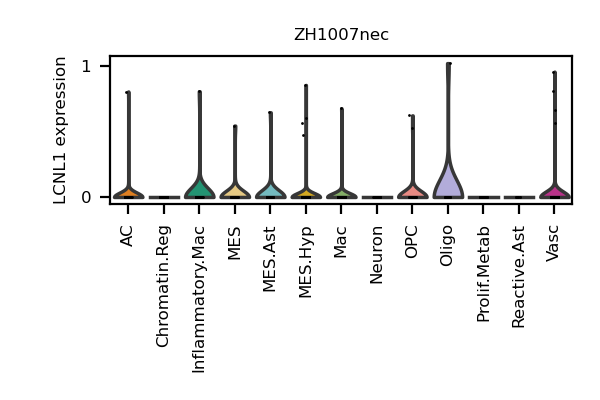 ZH1007nec
LCNL1 expression
1
0
AC
Chromatin.Reg
Inflammatory.Mac
MES
MES.Ast
MES.Hyp
Mac
Neuron
OPC
Oligo
Prolif.Metab
Reactive.Ast
Vasc